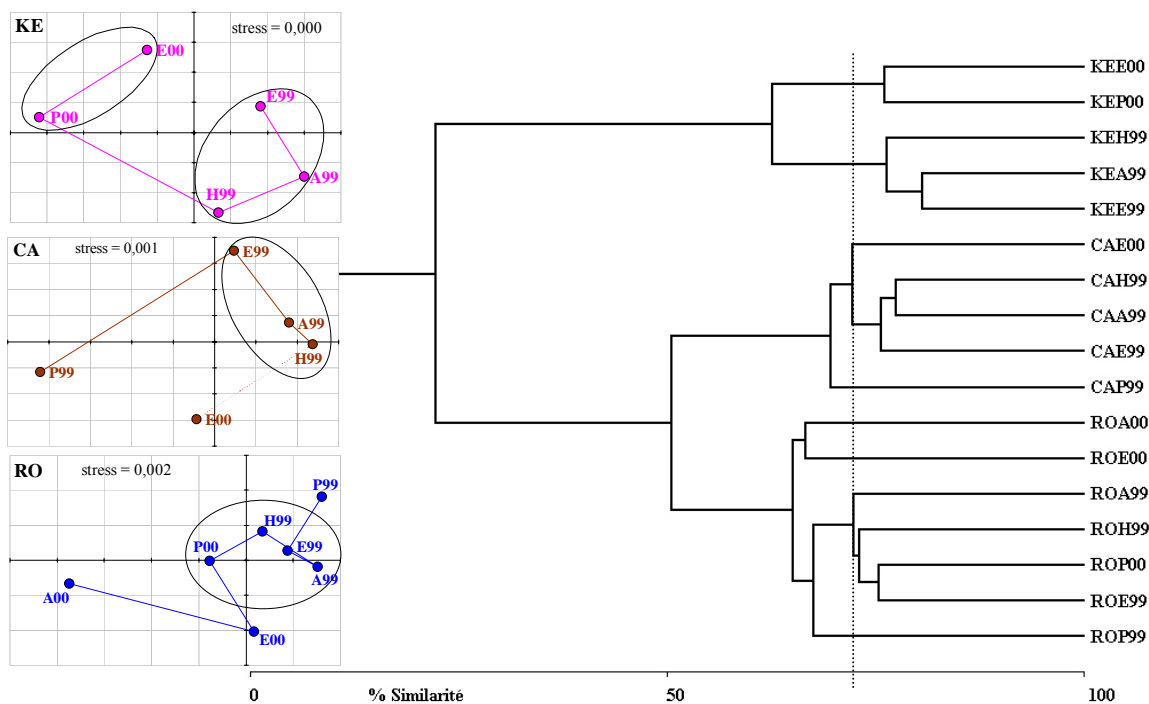 KE
stress = 0,000
E00
E99
P00
A99
H99
CA
stress = 0,001
E99
A99
H99
P99
E00
RO
stress = 0,002
P99
H99
P00
E99
A99
A00
E00
KEE00
KEP00
KEH99
KEA99
KEE99
CAE00
CAH99
CAA99
CAE99
CAP99
ROA00
ROE00
ROA99
ROH99
ROP00
ROE99
ROP99
0 % Similarité 50 100